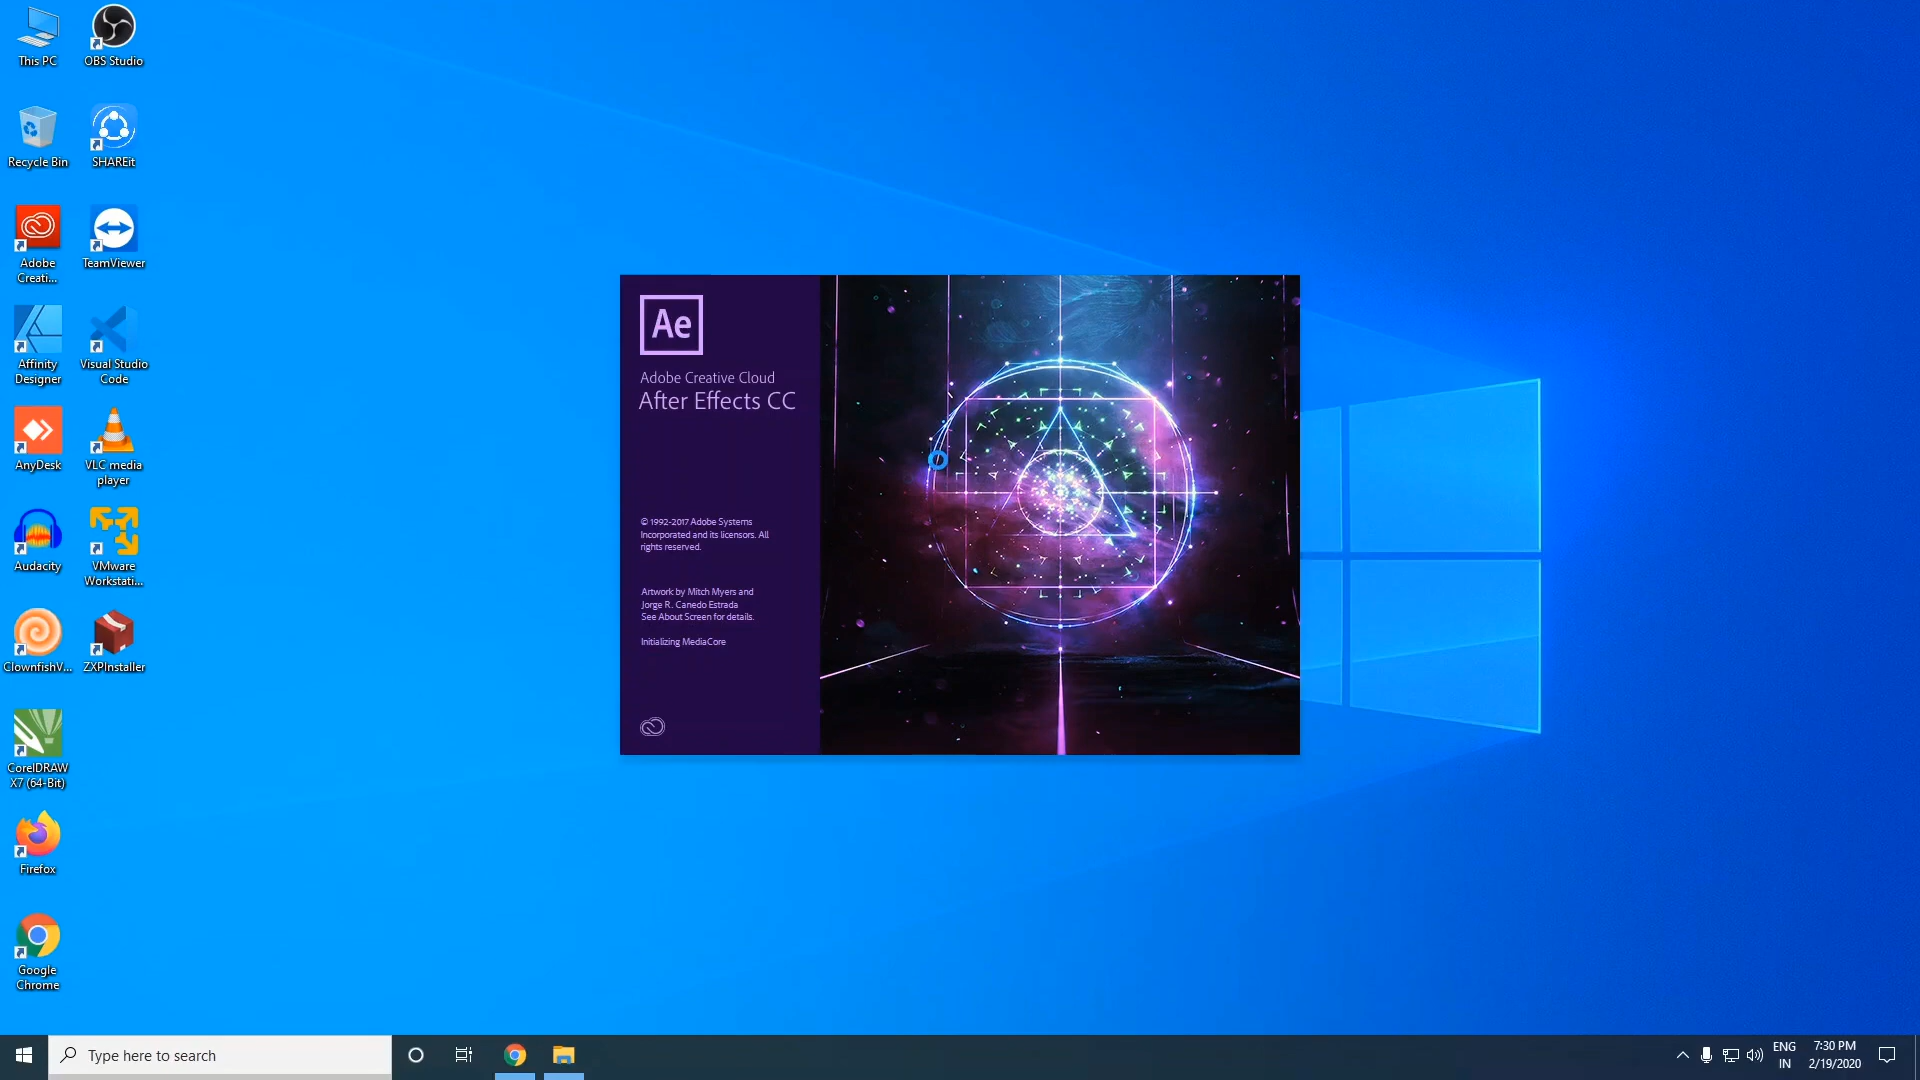 This PC
OBS Studio
Recycle Bin
SHAREit
Adobe
Creati...
TeamViewer
Affinity
Designer
Visual Studio
Code
AnyDesk
VLC media
player
Audacity
VMware
Workstati...
ClownfishV...
ZXPInstaller
CorelDRAW
X7 (64-Bit)
Firefox
Google
Chrome
Ae
Adobe Creative Cloud
After Effects CC
© 1992-2017 Adobe Systems
Incorporated and its licensors. All
rights reserved.
Artwork by Mitch Myers and
Jorge R. Canedo Estrada
See About Screen for details.
Initializing MediaCore
Type here to search
ENG
IN
7:30 PM
2/19/2020